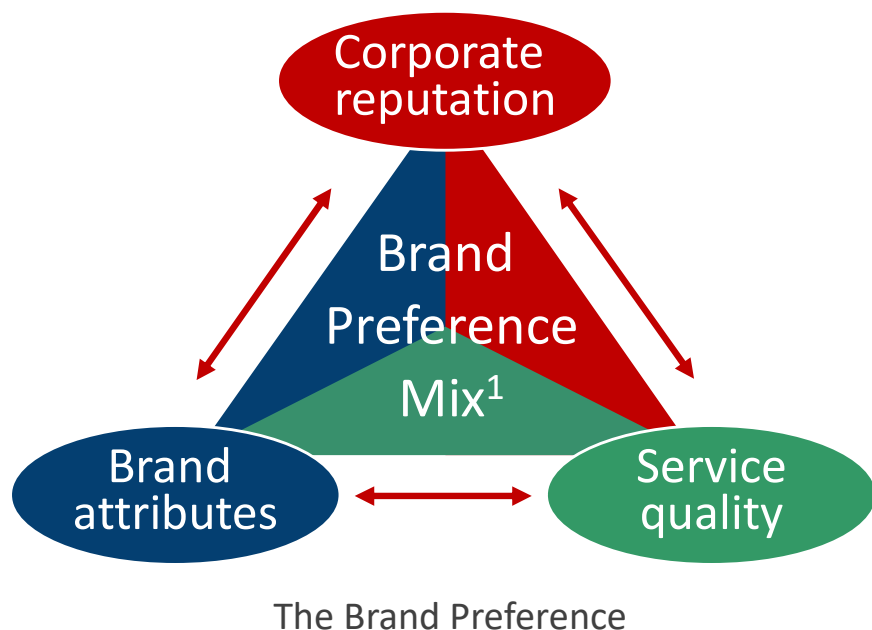 Corporate
reputation
Brand
Preference
Mix¹
Brand
attributes
Service
quality
The Brand Preference